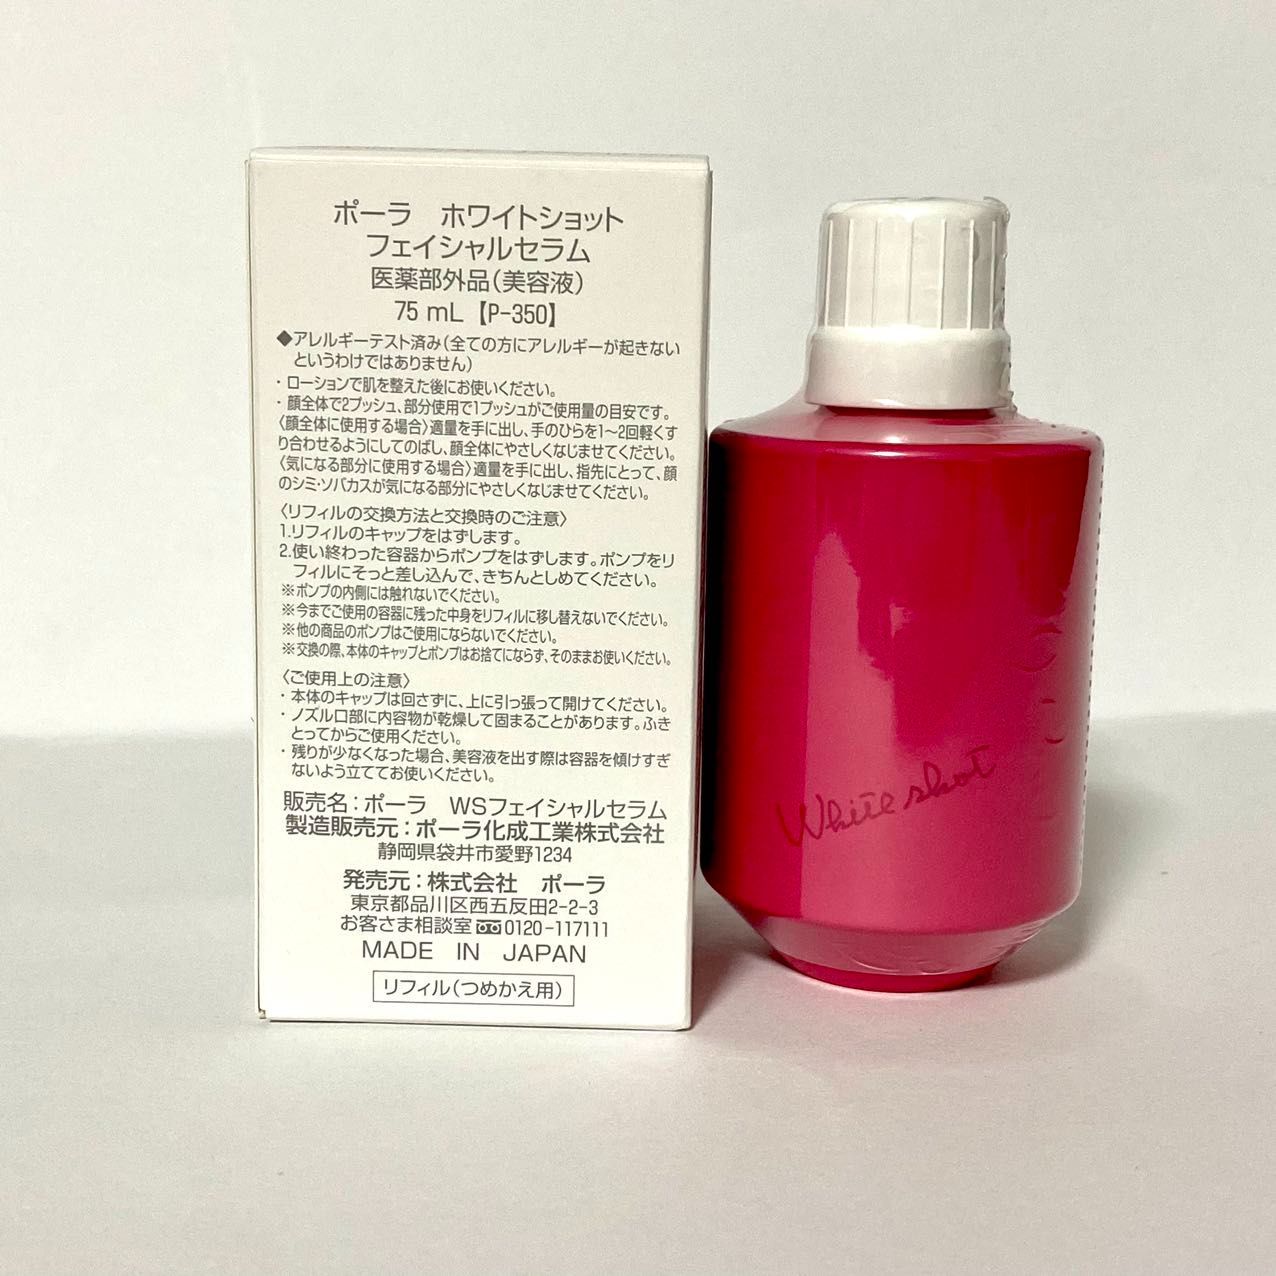 ポーラ ホワイトショット
フェイシャルセラム
医薬部外品(美容液)
75 mL【P-350】
◆アレルギーテスト済み(全ての方にアレルギーが起きない
というわけではありません)
・ローションで肌を整えた後にお使いください。
・顔全体で2プッシュ、部分使用で1プッシュがご使用量の目安です。
〈顔全体に使用する場合〉適量を手に出し、手のひらを1〜2回軽くす
り合わせるようにしてのばし、顔全体にやさしくなじませてください。
〈気になる部分に使用する場合〉適量を手に出し、指先にとって、顔
のシミ・ソバカスが気になる部分にやさしくなじませてください。
〈リフィルの交換方法と交換時のご注意〉
1.リフィルのキャップをはずします。
2.使い終わった容器からポンプをはずします。ポンプをリ
フィルにそっと差し込んで、きちんとしめてください。
※ポンプの内側には触れないでください。
※今までご使用の容器に残った中身をリフィルに移し替えないでください。
※他の商品のポンプはご使用にならないでください。
※交換の際、本体のキャップとポンプはお捨てにならず、そのままお使いください。
〈ご使用上の注意〉
・本体のキャップは回さずに、上に引っ張って開けてください。
・ノズル口部に内容物が乾燥して固まることがあります。ふき
とってからご使用ください。
・残りが少なくなった場合、美容液を出す際は容器を傾けすぎ
ないよう立ててお使いください。
販売名:ポーラ WSフェイシャルセラム
製造販売元:ポーラ化成工業株式会社
静岡県袋井市愛野1234
発売元:株式会社 ポーラ
東京都品川区西五反田2-2-3
お客さま相談室 0120-117111
MADE IN JAPAN
リフィル(つめかえ用)
White shot